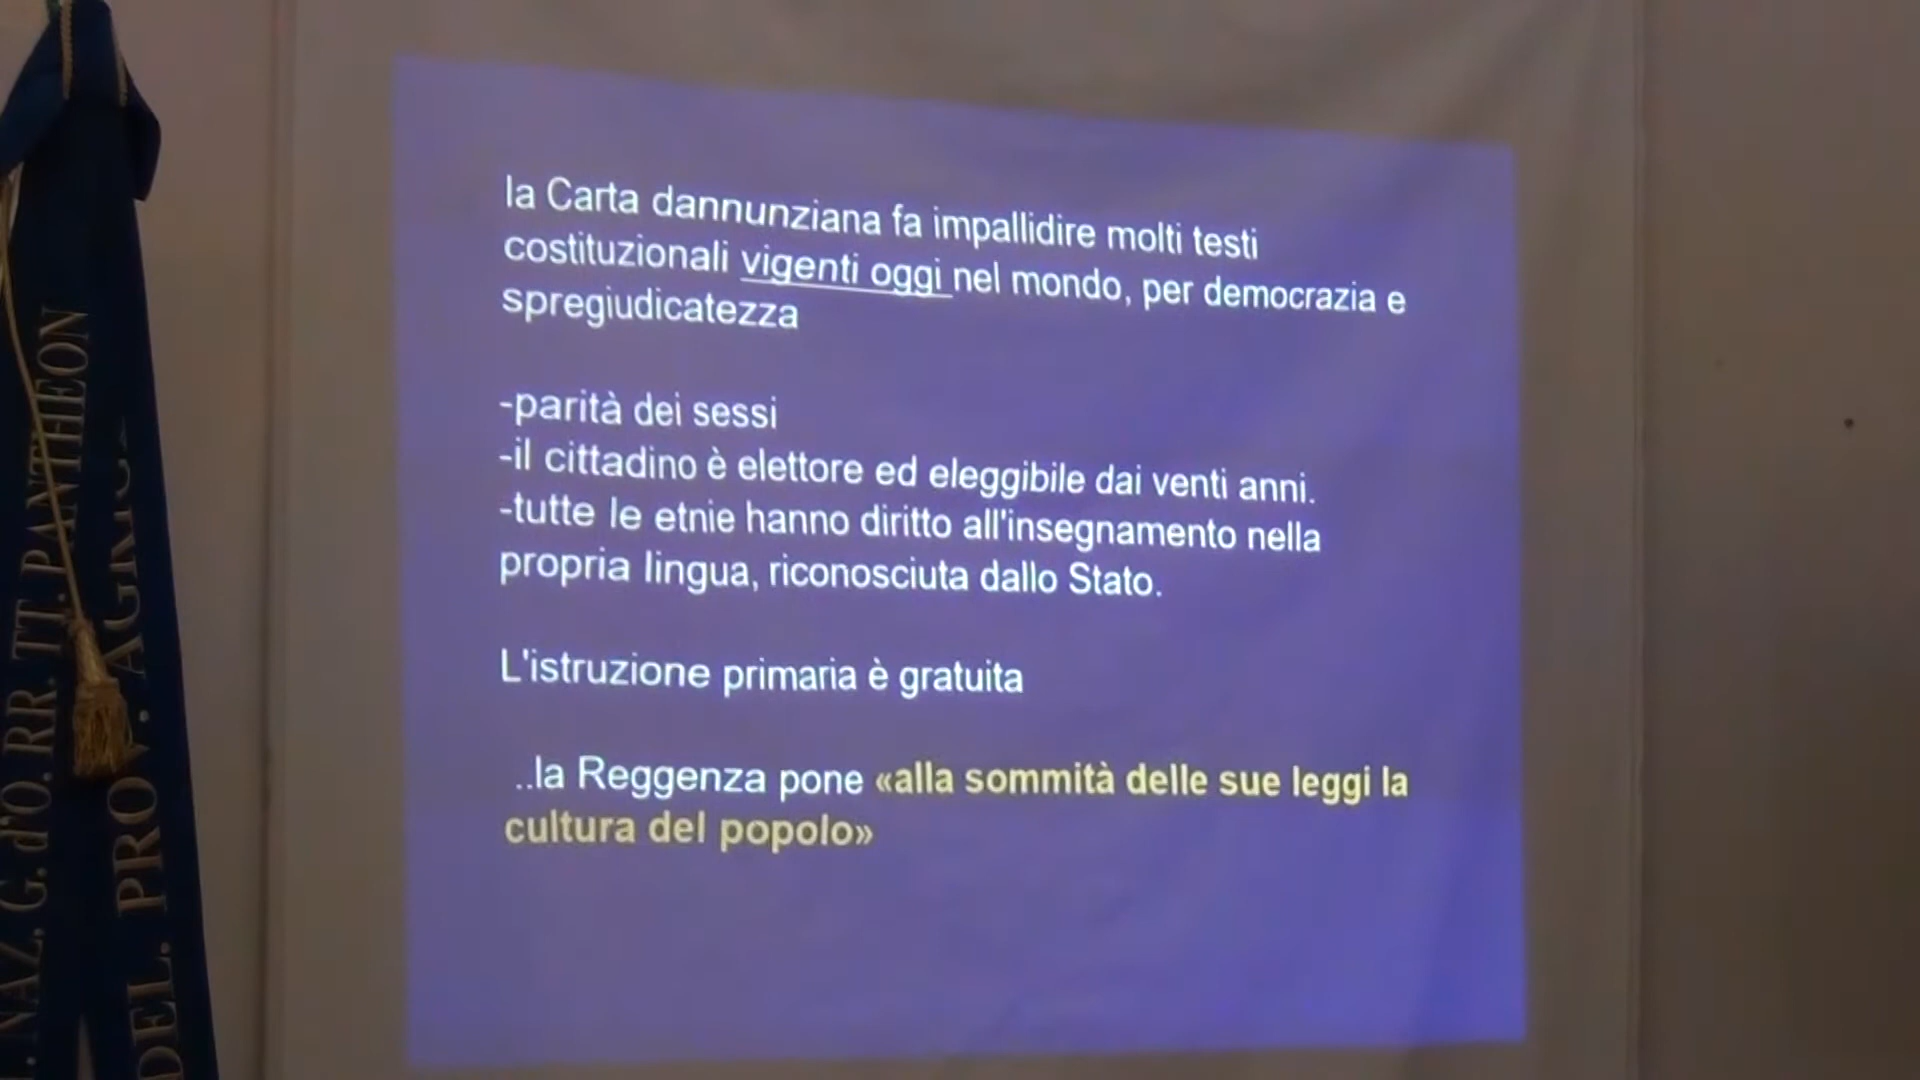 la Carta dannunziana fa impallidire molti testi
costituzionali vigenti oggi nel mondo, per democrazia e
spregiudicatezza
-parità dei sessi
-il cittadino è elettore ed eleggibile dai venti anni.
-tutte le etnie hanno diritto all'insegnamento nella
propria lingua, riconosciuta dallo Stato.
L'istruzione primaria è gratuita
..la Reggenza pone «alla sommità delle sue leggi la
cultura del popolo»
NAZ. G. d'O. RR. TT. PANTHEON
DEL. PROV.